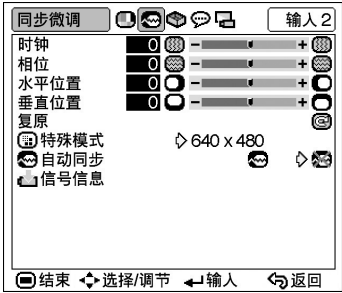 同步微调 输入2
时钟 0 - +
相位 0 - +
水平位置 0 - +
垂直位置 0 - +
复原
特殊模式 640 x 480
自动同步
信号信息
结束 选择/调节 输入 返回